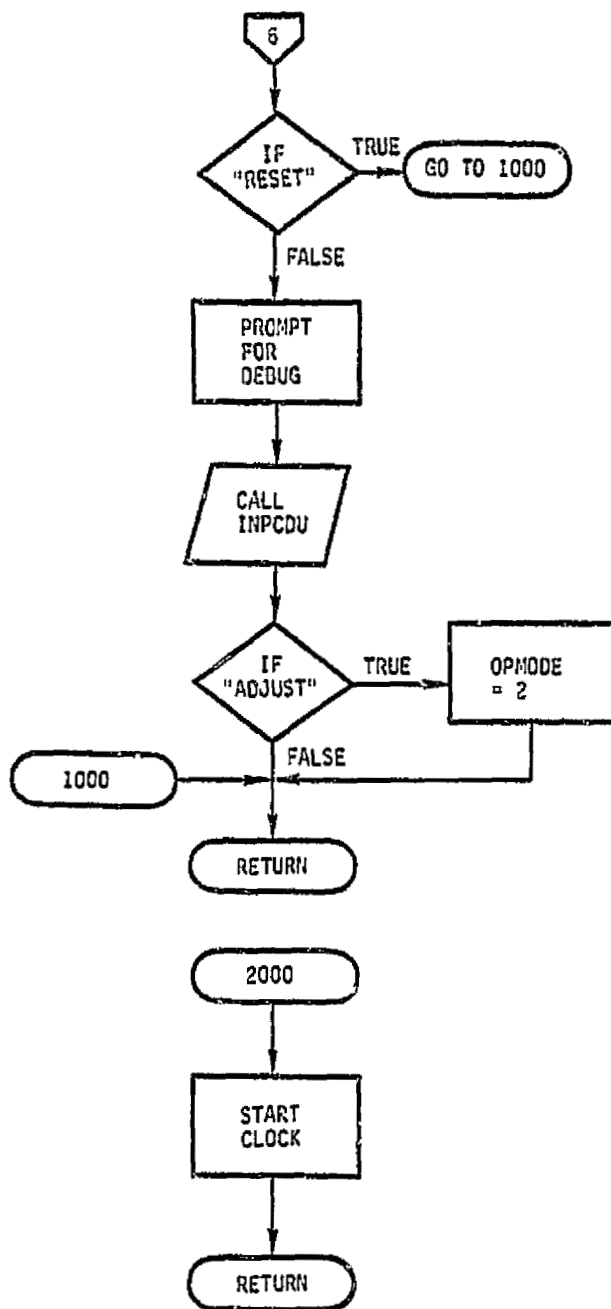 6
IF
"RESET"
TRUE
GO TO 1000
FALSE
PROMPT
FOR
DEBUG
CALL
INPCDU
IF
"ADJUST"
TRUE
OPMODE
= 2
FALSE
1000
RETURN
2000
START
CLOCK
RETURN